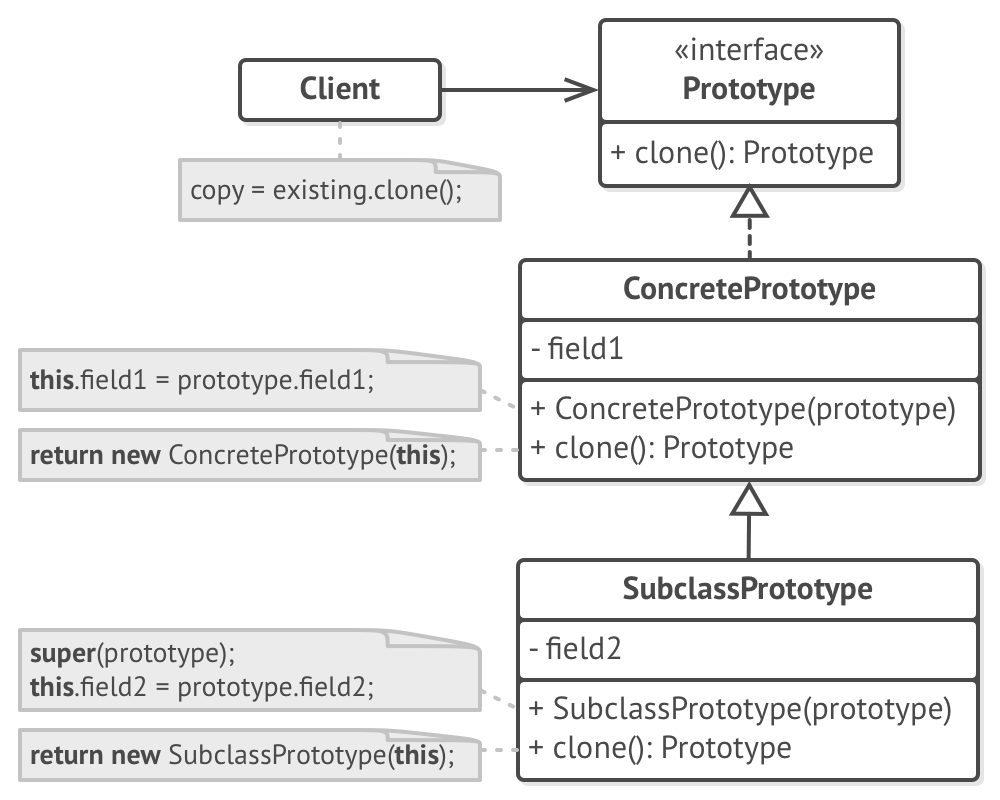 «interface»
Prototype
+ clone(): Prototype
Client
copy = existing.clone();
ConcretePrototype
- field1
+ ConcretePrototype(prototype)
+ clone(): Prototype
this.field1 = prototype.field1;
return new ConcretePrototype(this);
SubclassPrototype
- field2
+ SubclassPrototype(prototype)
+ clone(): Prototype
super(prototype);
this.field2 = prototype.field2;
return new SubclassPrototype(this);